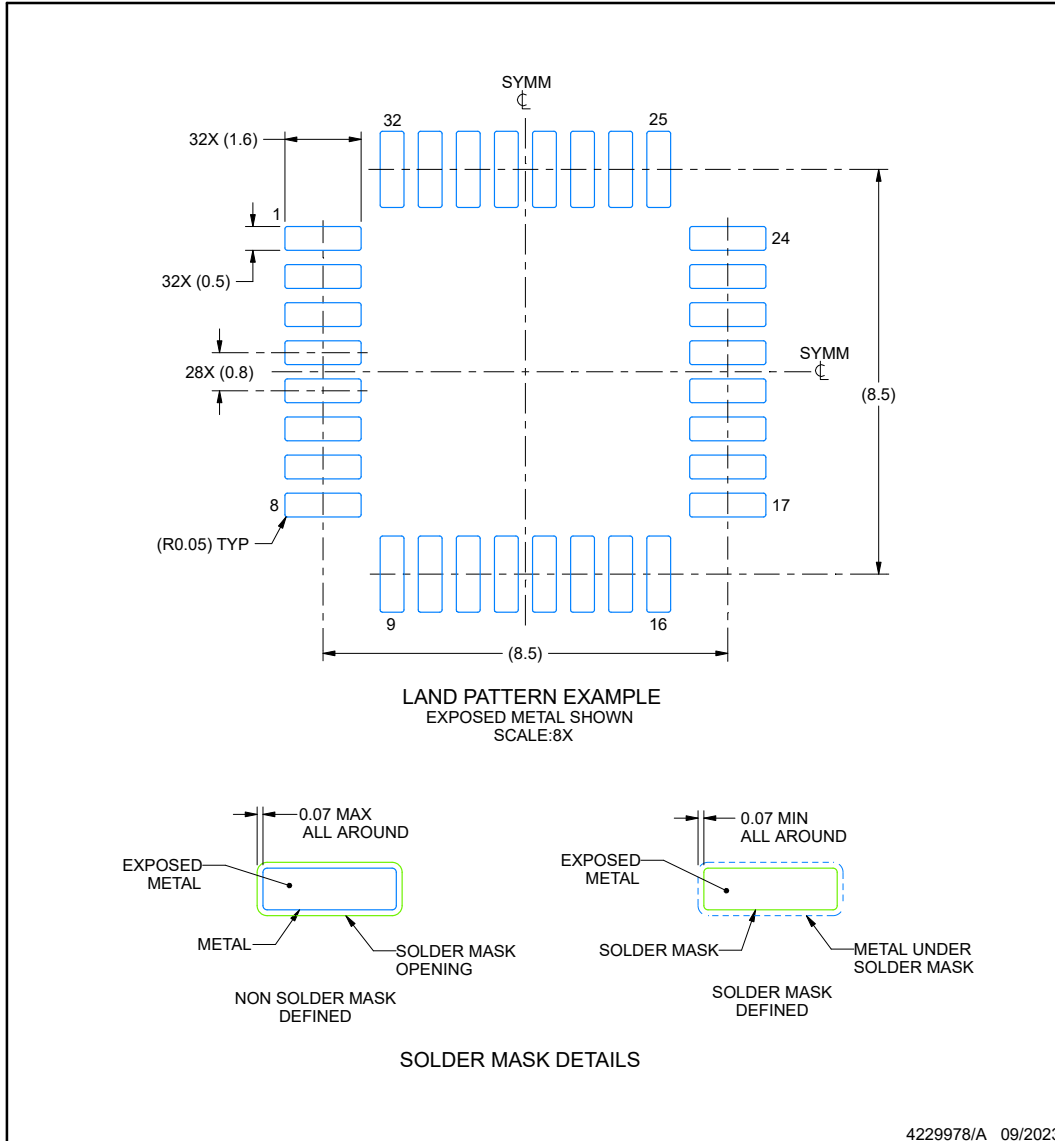 SYMM
℄
32
25
32X (1.6)
1
24
32X (0.5)
SYMM
℄
28X (0.8)
(8.5)
8
17
(R0.05) TYP
9
16
(8.5)
LAND PATTERN EXAMPLE
EXPOSED METAL SHOWN
SCALE:8X
0.07 MAX
ALL AROUND
EXPOSED
METAL
METAL
SOLDER MASK
OPENING
NON SOLDER MASK
DEFINED
0.07 MIN
ALL AROUND
EXPOSED
METAL
SOLDER MASK
METAL UNDER
SOLDER MASK
SOLDER MASK
DEFINED
SOLDER MASK DETAILS
4229978/A 09/2023